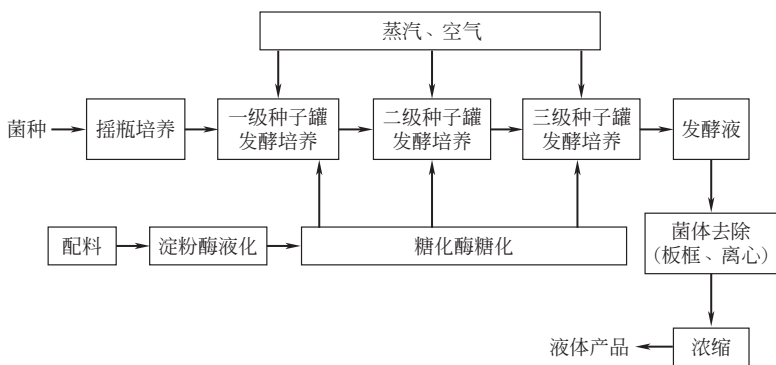 蒸汽、空气
菌种
摇瓶培养
一级种子罐
发酵培养
二级种子罐
发酵培养
三级种子罐
发酵培养
发酵液
配料
淀粉酶液化
糖化酶糖化
菌体去除
（板框、离心）
液体产品
浓缩